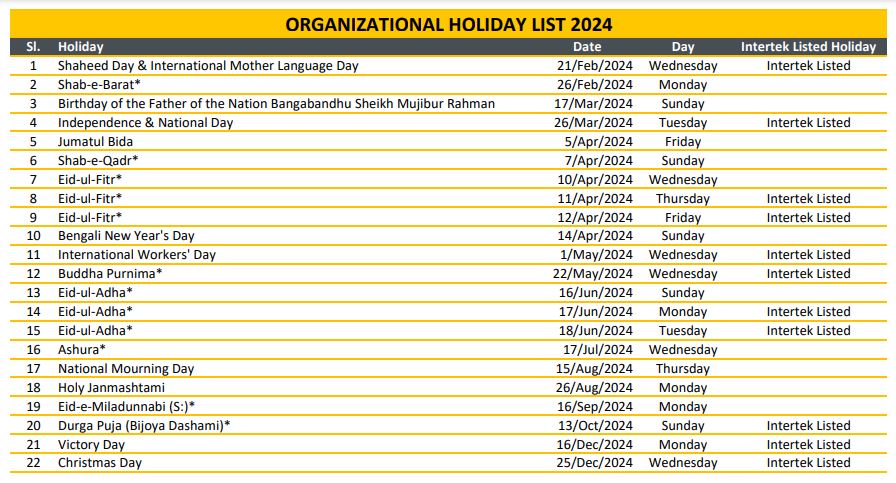 ORGANIZATIONAL HOLIDAY LIST 2024
Sl. Holiday Date Day Intertek Listed Holiday
1 Shaheed Day & International Mother Language Day 21/Feb/2024 Wednesday Intertek Listed
2 Shab-e-Barat* 26/Feb/2024 Monday
3 Birthday of the Father of the Nation Bangabandhu Sheikh Mujibur Rahman 17/Mar/2024 Sunday
4 Independence & National Day 26/Mar/2024 Tuesday Intertek Listed
5 Jumatul Bida 5/Apr/2024 Friday
6 Shab-e-Qadr* 7/Apr/2024 Sunday
7 Eid-ul-Fitr* 10/Apr/2024 Wednesday
8 Eid-ul-Fitr* 11/Apr/2024 Thursday Intertek Listed
9 Eid-ul-Fitr* 12/Apr/2024 Friday Intertek Listed
10 Bengali New Year's Day 14/Apr/2024 Sunday
11 International Workers' Day 1/May/2024 Wednesday Intertek Listed
12 Buddha Purnima* 22/May/2024 Wednesday Intertek Listed
13 Eid-ul-Adha* 16/Jun/2024 Sunday
14 Eid-ul-Adha* 17/Jun/2024 Monday Intertek Listed
15 Eid-ul-Adha* 18/Jun/2024 Tuesday Intertek Listed
16 Ashura* 17/Jul/2024 Wednesday
17 National Mourning Day 15/Aug/2024 Thursday
18 Holy Janmashtami 26/Aug/2024 Monday
19 Eid-e-Miladunnabi (S:)* 16/Sep/2024 Monday
20 Durga Puja (Bijoya Dashami)* 13/Oct/2024 Sunday Intertek Listed
21 Victory Day 16/Dec/2024 Monday Intertek Listed
22 Christmas Day 25/Dec/2024 Wednesday Intertek Listed